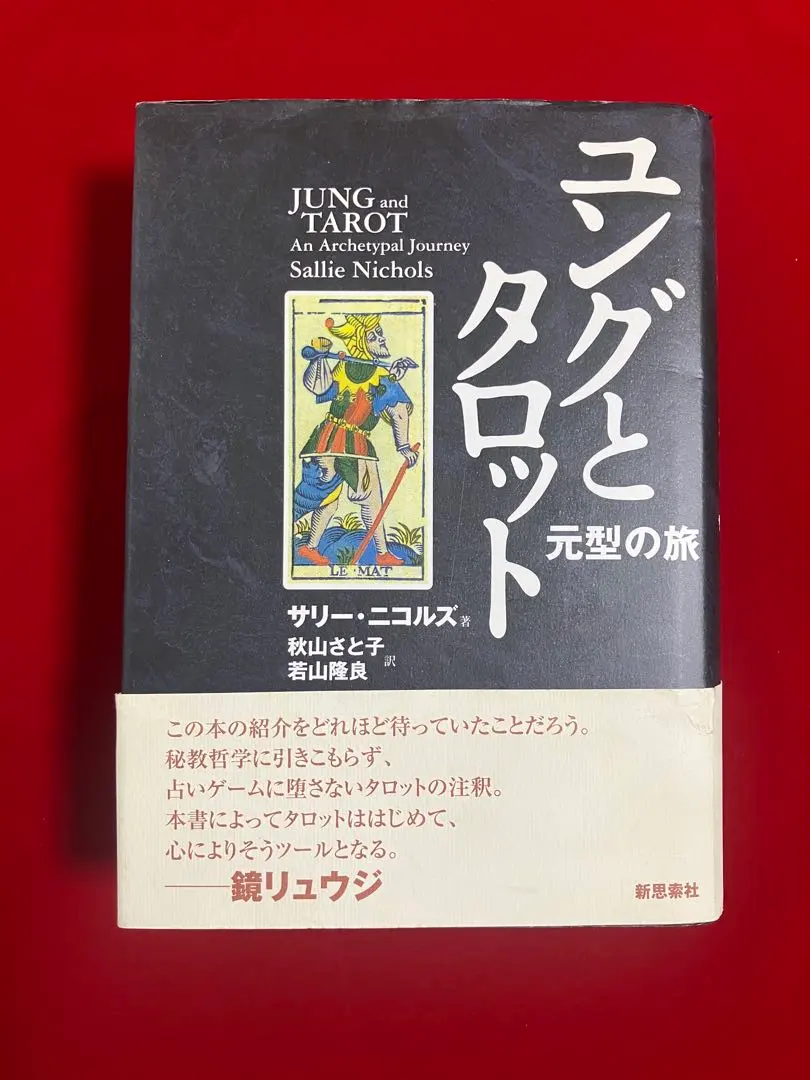 JUNG and
TAROT
An Archetypal Journey
Sallie Nichols
ユングと
タロット
元型の旅
LE·MAT
サリー・ニコルズ著
秋山さと子
若山隆良 訳
この本の紹介をどれほど待っていたことだろう。
秘教哲学に引きこもらず、
占いゲームに堕さないタロットの注釈。
本書によってタロットははじめて、
心によりそうツールとなる。
——鏡リュウジ
新思索社